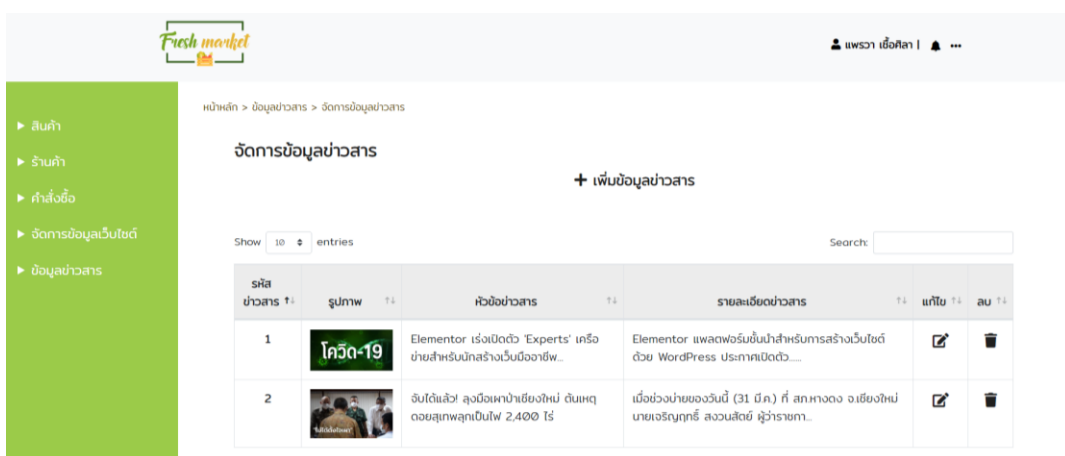 Fresh market
แพรวา เชื้อศิลา |
หน้าหลัก > ข้อมูลข่าวสาร > จัดการข้อมูลข่าวสาร
สินค้า
ร้านค้า
คำสั่งซื้อ
จัดการข้อมูลเว็บไซต์
ข้อมูลข่าวสาร
จัดการข้อมูลข่าวสาร
+ เพิ่มข้อมูลข่าวสาร
Show 10 entries Search:
รหัส
ข่าวสาร รูปภาพ หัวข้อข่าวสาร รายละเอียดข่าวสาร แก้ไข ลบ
1 โควิด-19 Elementor เร่งเปิดตัว 'Experts' เครือ Elementor แพลตฟอร์มชั้นนำสำหรับการสร้างเว็บไซต์
ข่ายสำหรับนักสร้างเว็บมืออาชีพ... ด้วย WordPress ประกาศเปิดตัว.....
2 จับได้แล้ว! ลุงมือเผาป่าเชียงใหม่ ต้นเหตุ เมื่อช่วงบ่ายของวันนี้ (31 มี.ค.) ที่ สภ.หางดง จ.เชียงใหม่
ดอยสุเทพลุกเป็นไฟ 2,400 ไร่ นายเจริญฤทธิ์ สงวนสัตย์ ผู้ว่าราชกา...